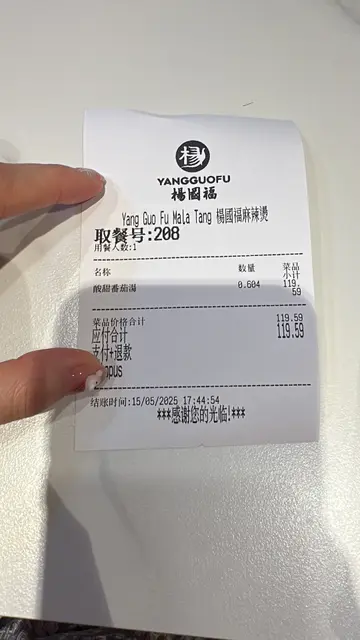 楊
YANGGUOFU
楊國福
Yang Guo Fu MaLa Tang 楊國福麻辣燙
取餐号:208
用餐人数:1
名称 数量 菜品小计
酸甜番茄湯 0.604 119.59
菜品价格合计 119.59
应付合计 119.59
支付+退款
结账时间:15/05/2025 17:44:54
***感谢您的光临!***